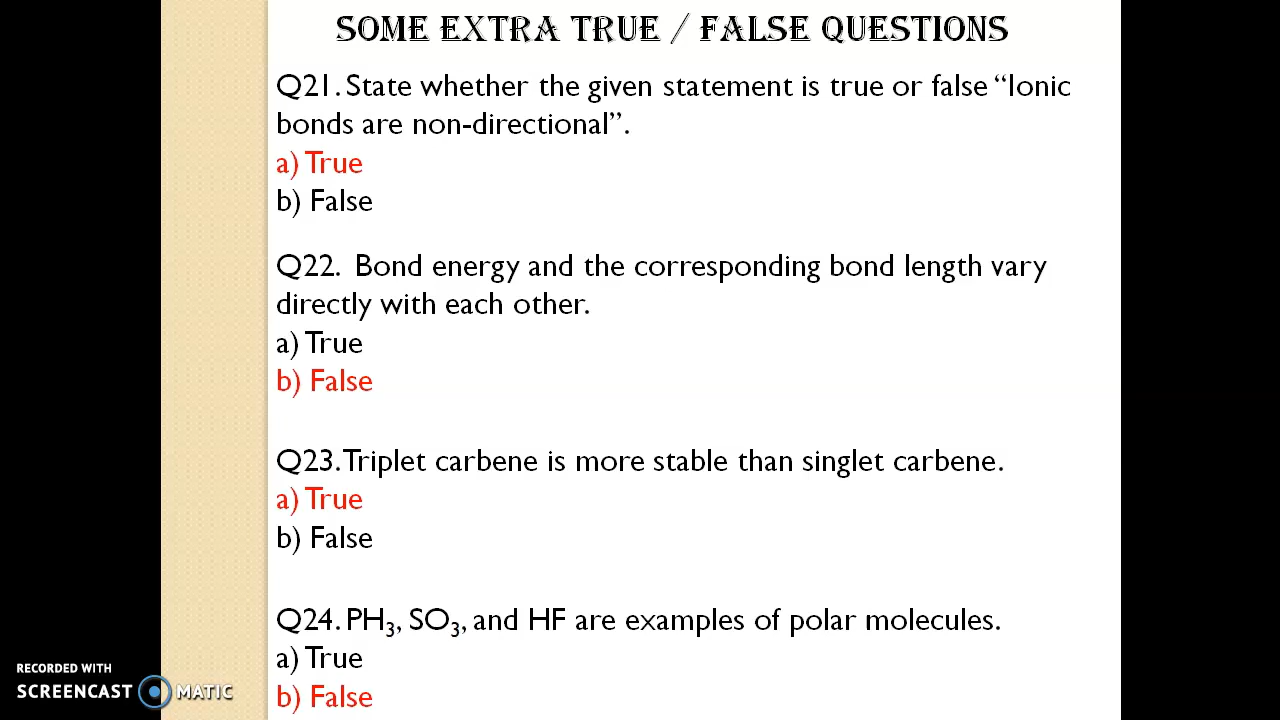 SOME EXTRA TRUE / FALSE QUESTIONS
Q21. State whether the given statement is true or false “Ionic
bonds are non-directional”.
a) True
b) False
Q22. Bond energy and the corresponding bond length vary
directly with each other.
a) True
b) False
Q23. Triplet carbene is more stable than singlet carbene.
a) True
b) False
Q24. PH₃, SO₃, and HF are examples of polar molecules.
a) True
b) False
RECORDED WITH
SCREENCAST MATIC